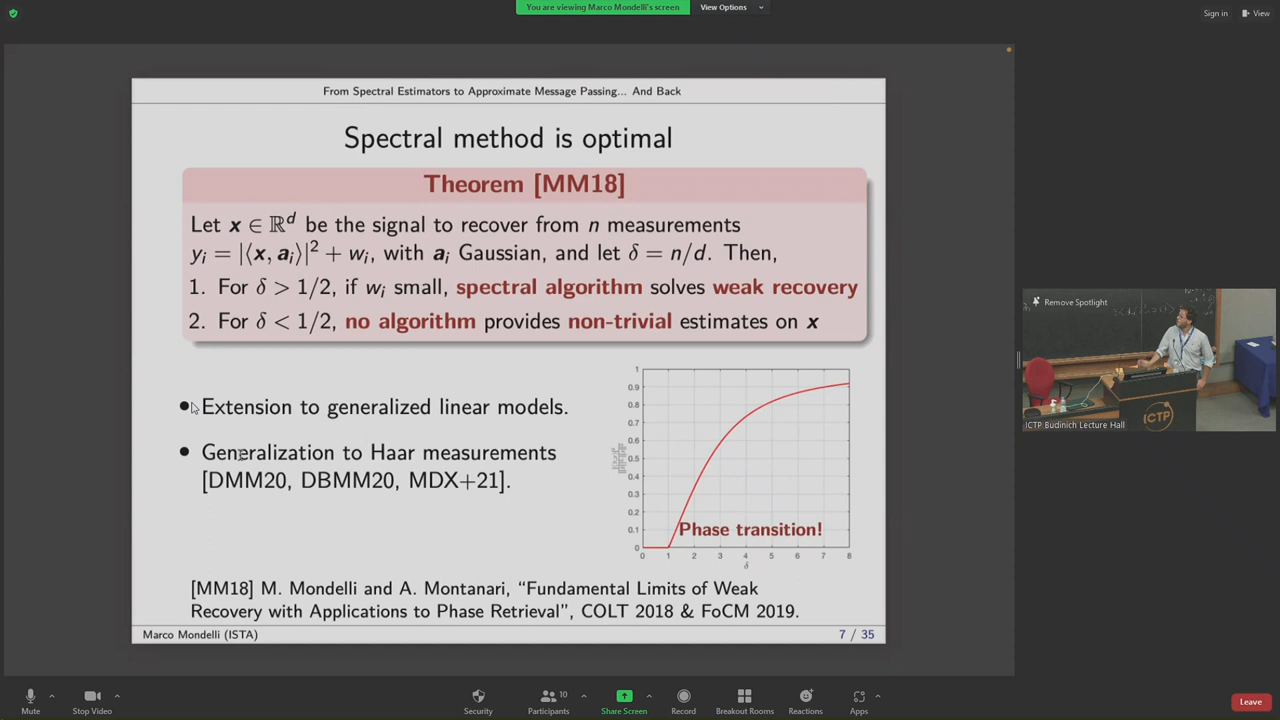 You are viewing Marco Mondelli's screen
View Options
Sign in
View
From Spectral Estimators to Approximate Message Passing... And Back
Spectral method is optimal
Theorem [MM18]
Let x ∈ ℝᵈ be the signal to recover from n measurements
yᵢ = |⟨x, aᵢ⟩|² + wᵢ, with aᵢ Gaussian, and let δ = n/d. Then,
1. For δ > 1/2, if wᵢ small, spectral algorithm solves weak recovery
2. For δ < 1/2, no algorithm provides non-trivial estimates on x
• Extension to generalized linear models.
• Generalization to Haar measurements
[DMM20, DBMM20, MDX+21].
1
0.9
0.8
0.7
0.6
0.5
0.4
0.3
0.2
0.1
0
Phase transition!
0 1 2 3 4 5 6 7 8
δ
[MM18] M. Mondelli and A. Montanari, “Fundamental Limits of Weak
Recovery with Applications to Phase Retrieval”, COLT 2018 & FoCM 2019.
Marco Mondelli (ISTA)
7 / 35
Remove Spotlight
ICTP
ICTP Budinich Lecture Hall
Mute
Stop Video
Security
Participants
10
Share Screen
Record
Breakout Rooms
Reactions
Apps
Leave